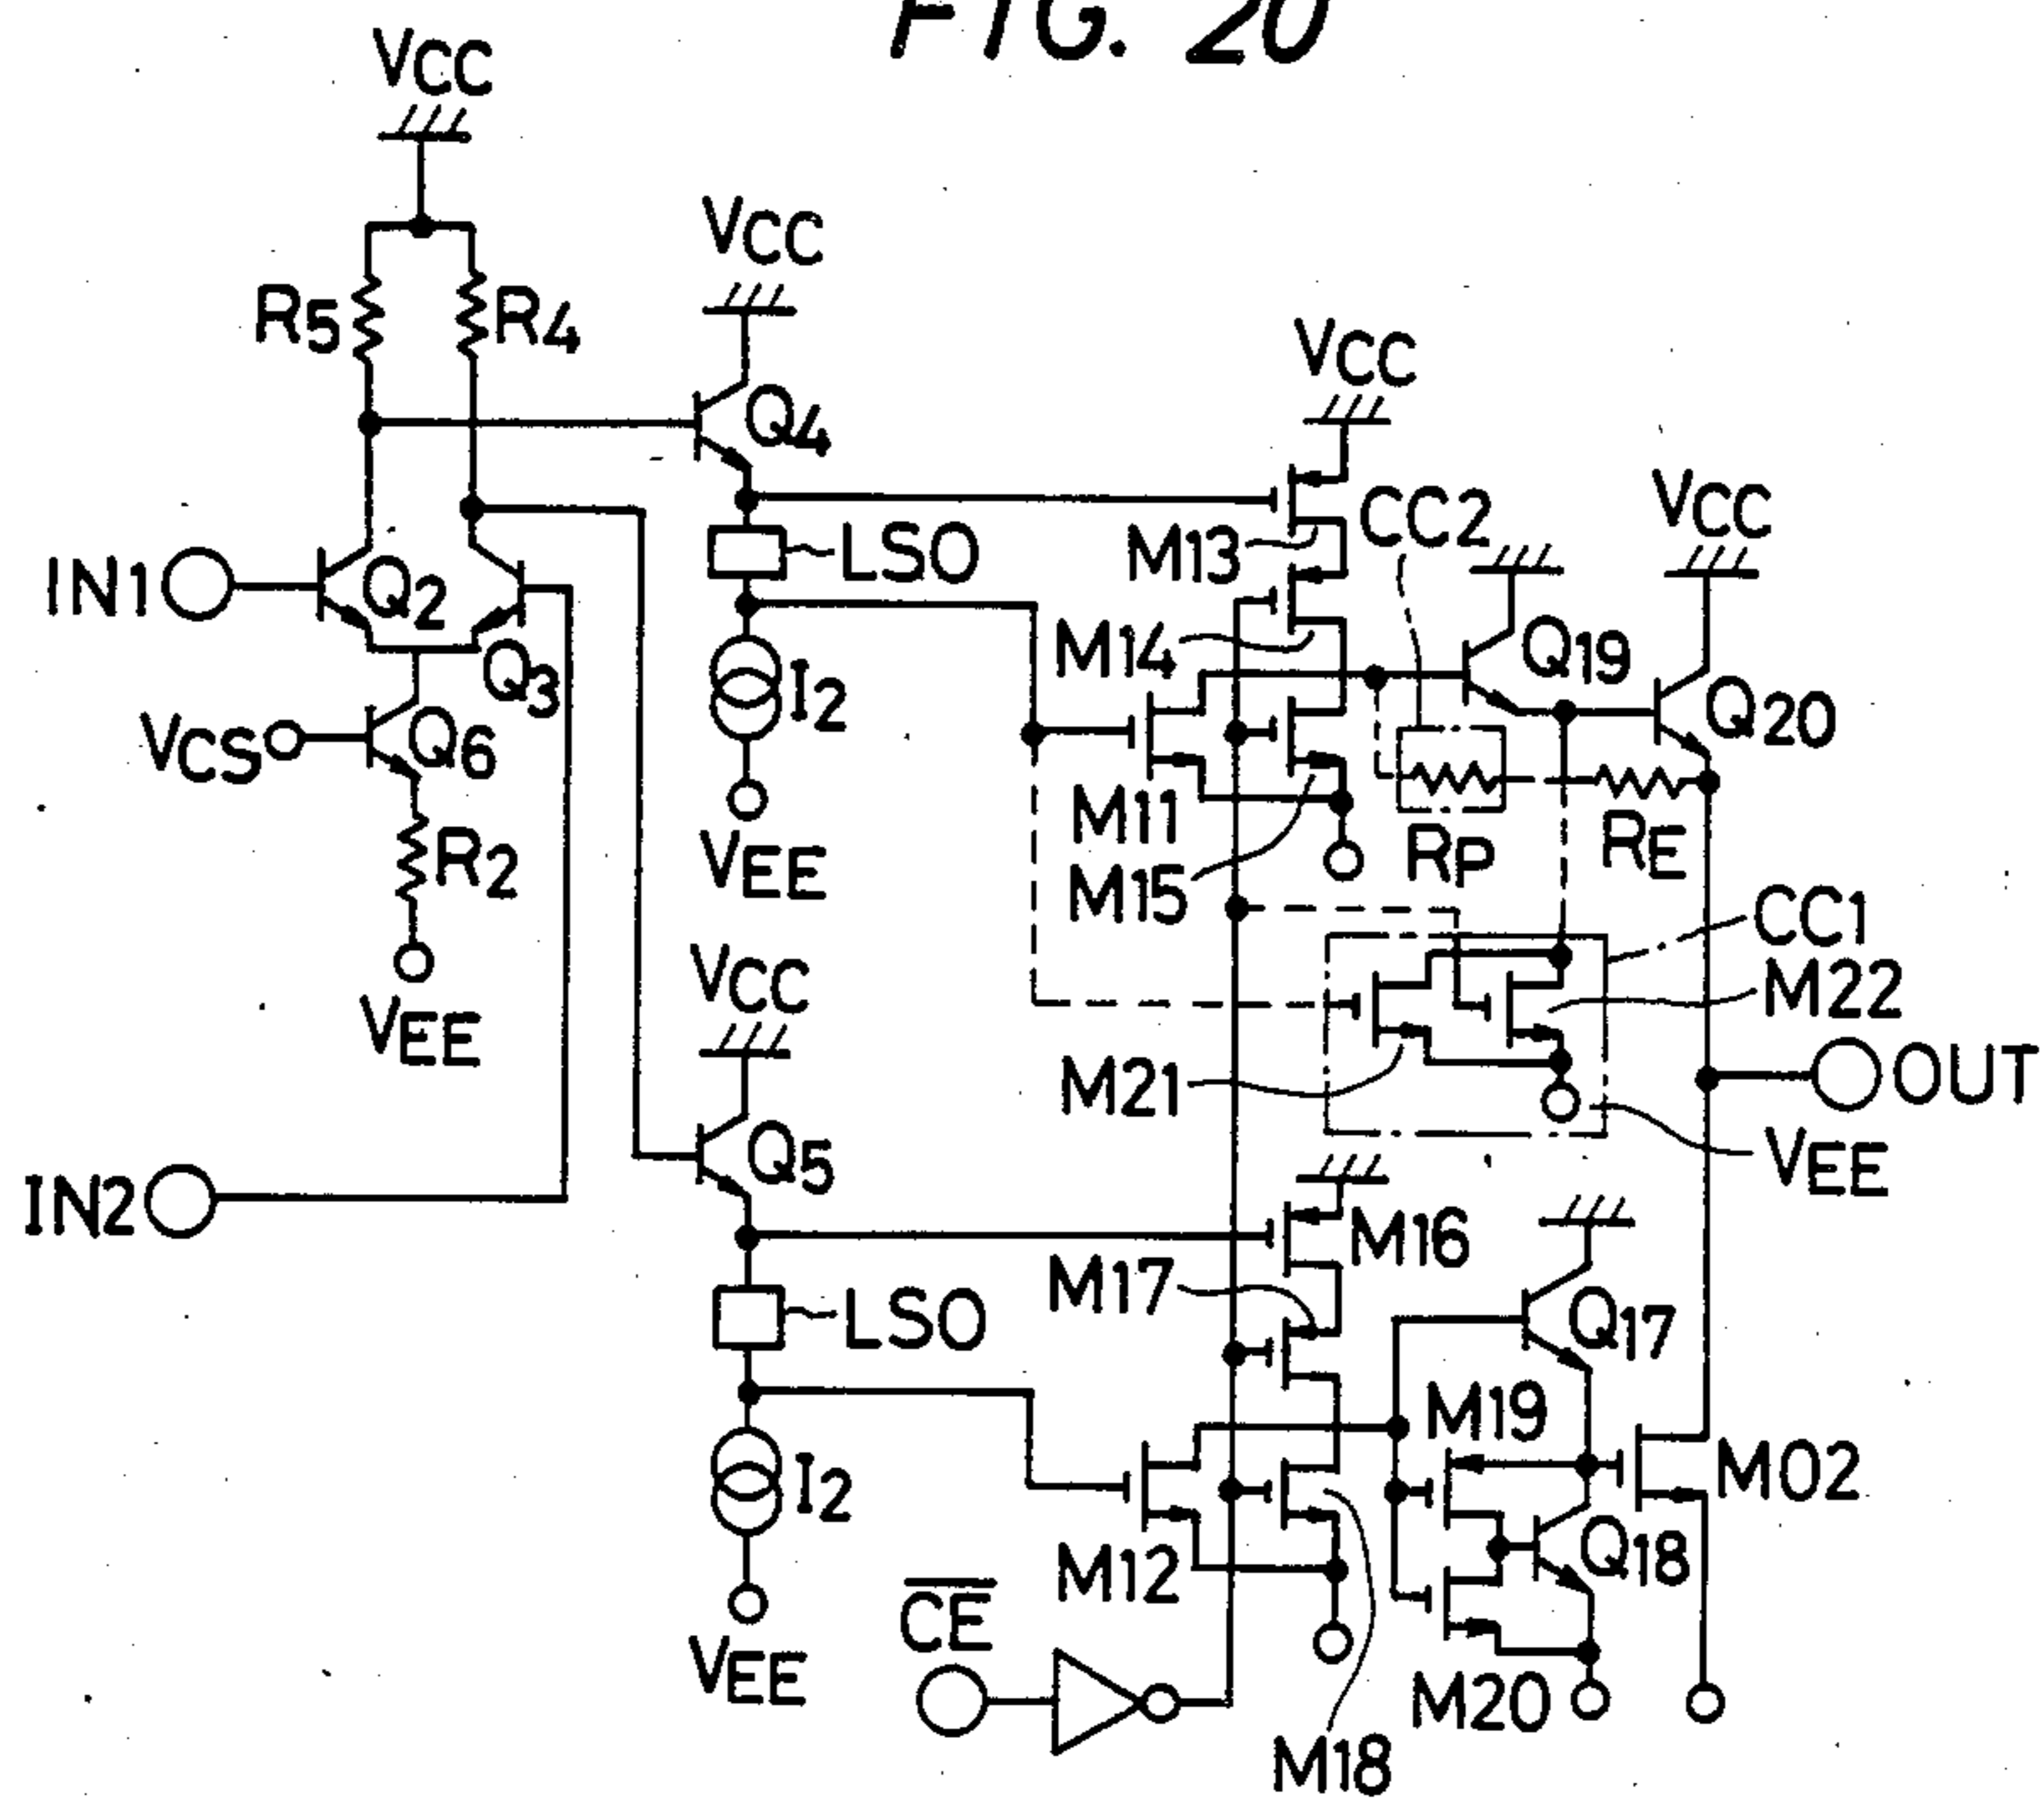 FIG. 20
VCC
R5
R4
VCC
Q4
IN1
Q2
Q3
LSO
VCS
Q6
I2
R2
VEE
VEE
VCC
M13
CC2
VCC
M14
Q19
Q20
M11
M15
RP
RE
CC1
M22
M21
OUT
VEE
VCC
Q5
IN2
M16
M17
LSO
Q17
M19
I2
M02
M12
Q18
VEE
CE
M20
M18